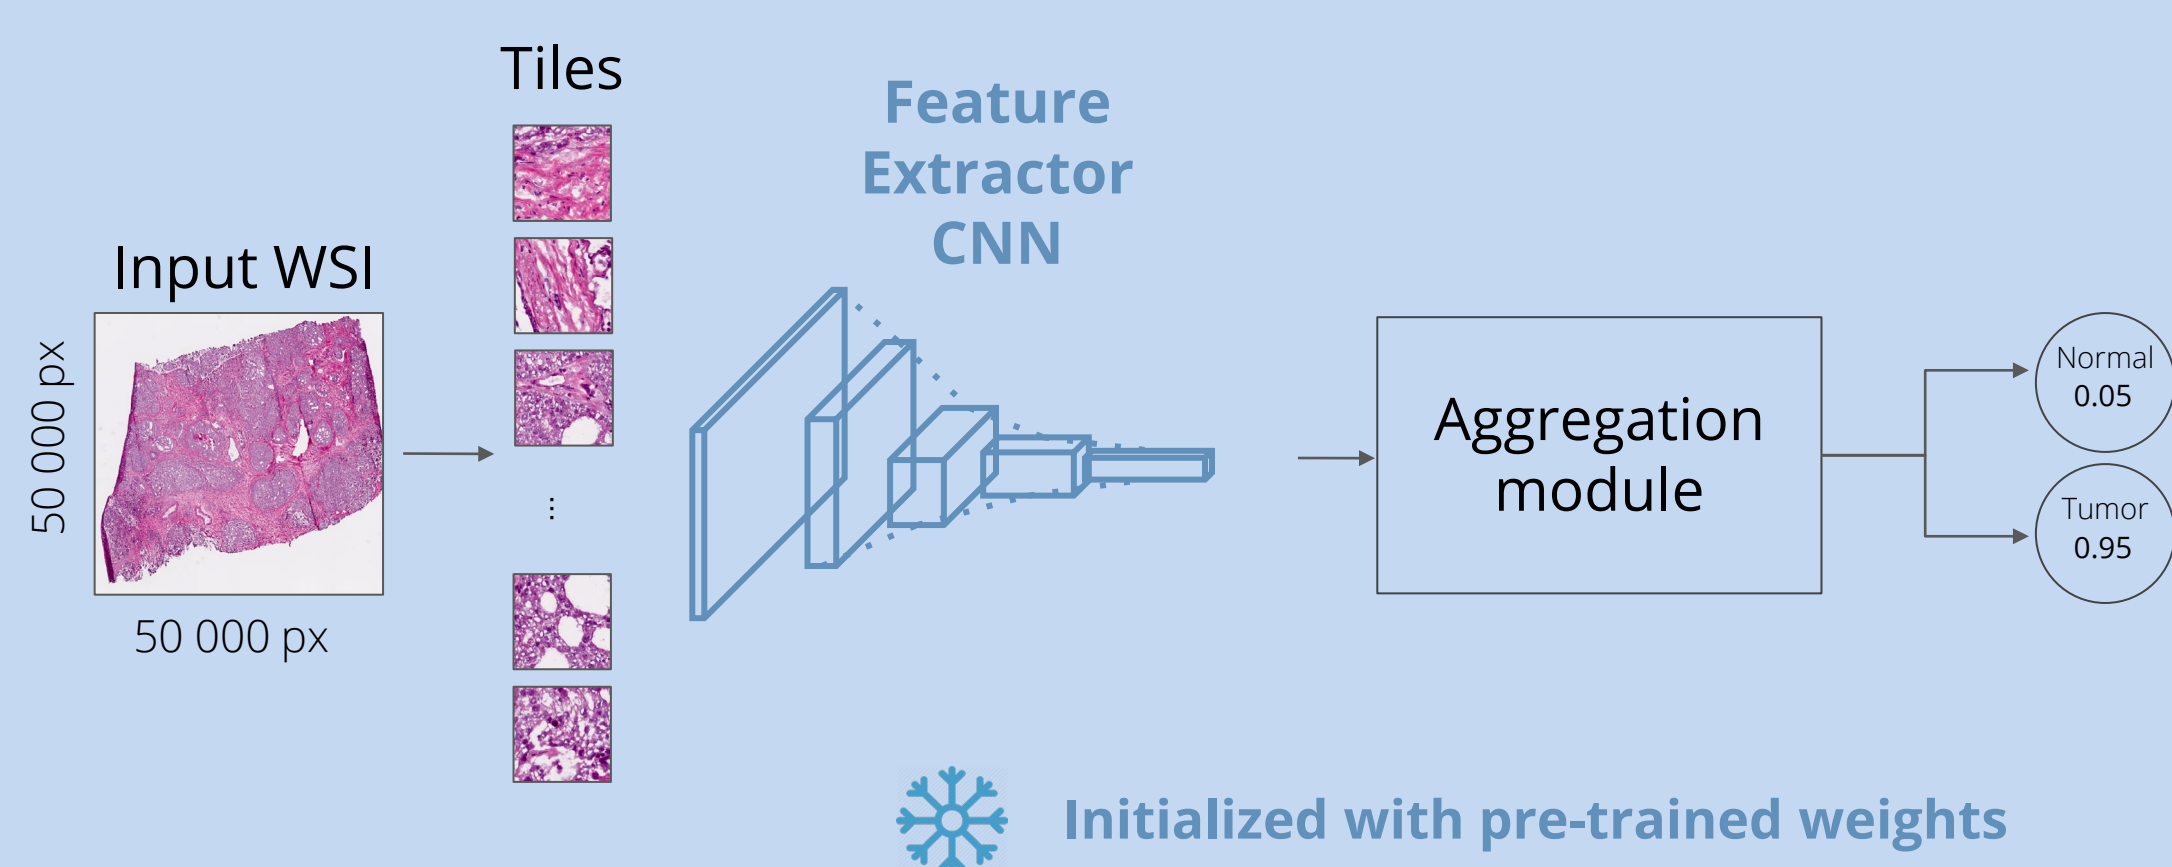 Tiles
Feature
Extractor
CNN
Input WSI
50 000 px
50 000 px
...
Aggregation
module
Normal
0.05
Tumor
0.95
Initialized with pre-trained weights